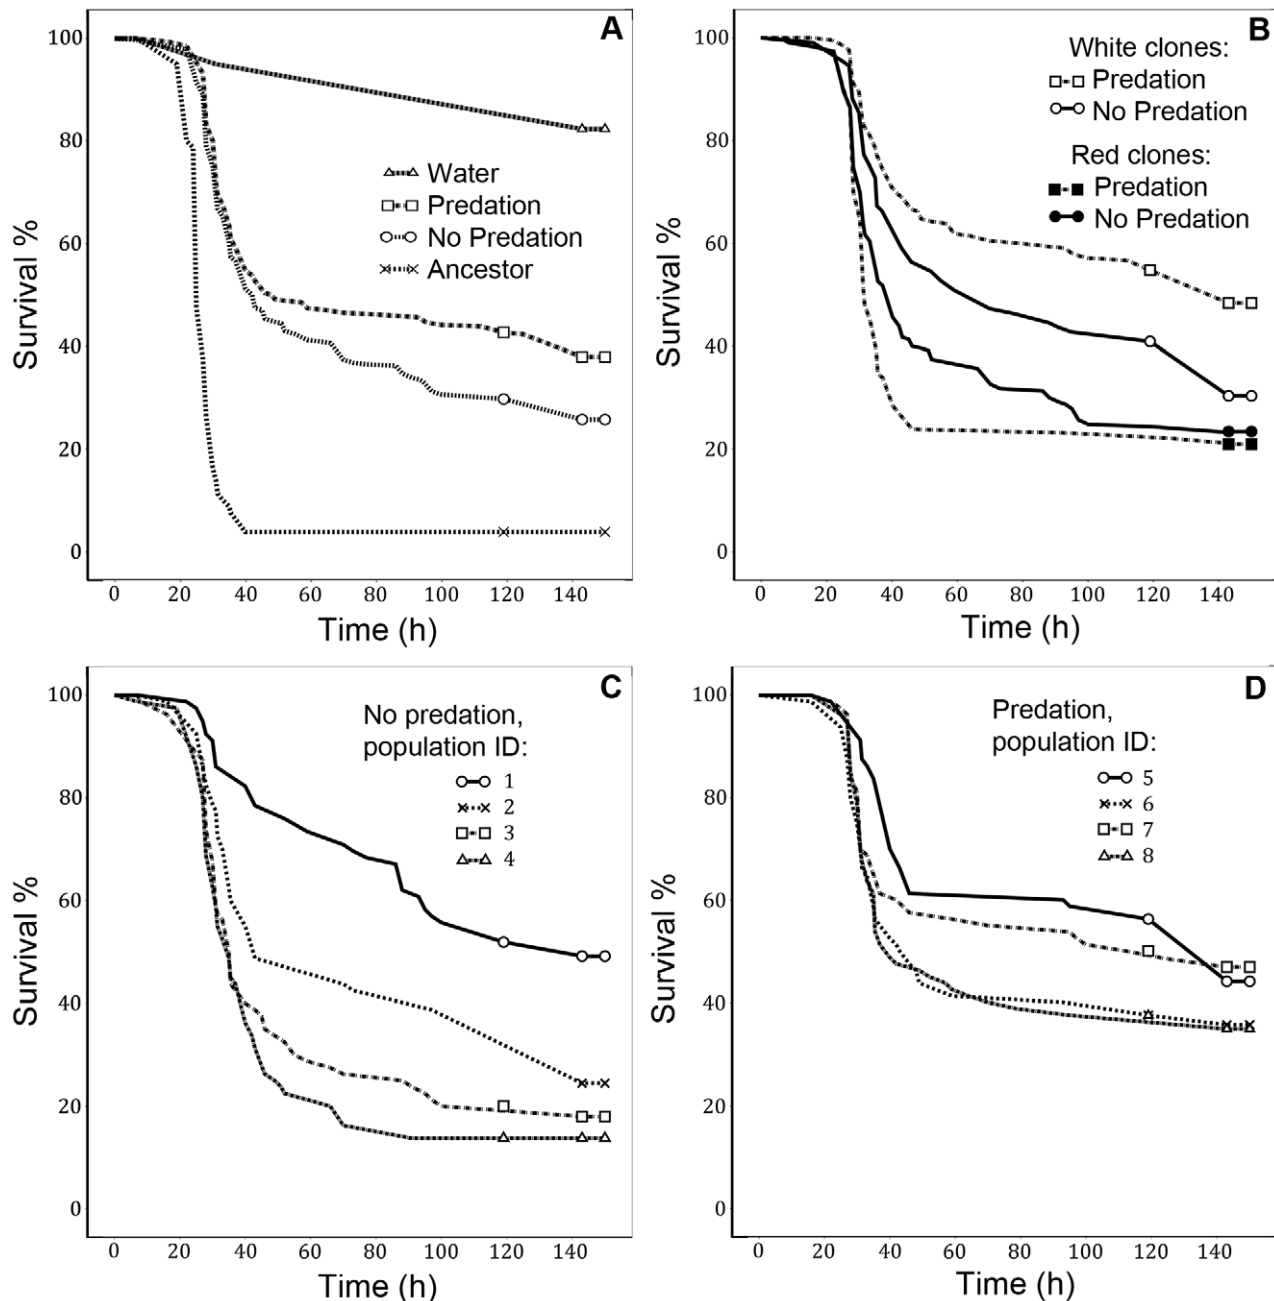 A
100
80
60
40
20
0
Survival %
Water
Predation
No Predation
Ancestor
0 20 40 60 80 100 120 140
Time (h)
B
100
80
60
40
20
0
Survival %
White clones:
Predation
No Predation
Red clones:
Predation
No Predation
0 20 40 60 80 100 120 140
Time (h)
C
100
80
60
40
20
0
Survival %
No predation,
population ID:
1
2
3
4
0 20 40 60 80 100 120 140
Time (h)
D
100
80
60
40
20
0
Survival %
Predation,
population ID:
5
6
7
8
0 20 40 60 80 100 120 140
Time (h)